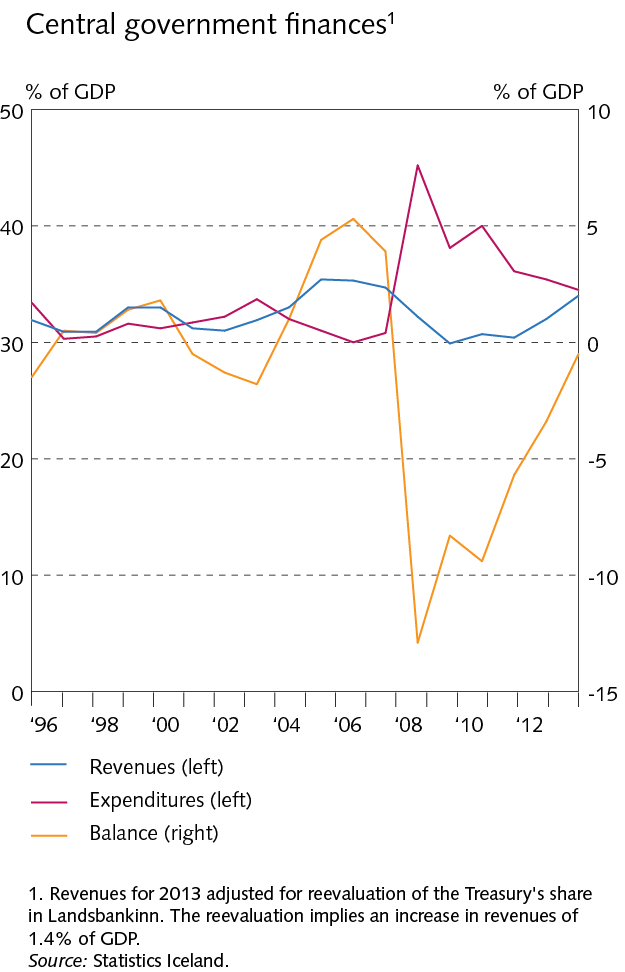 Central government finances¹
% of GDP % of GDP
50 10
40 5
30 0
20 -5
10 -10
0 -15
‘96 ‘98 ‘00 ‘02 ‘04 ‘06 ‘08 ‘10 ‘12
Revenues (left)
Expenditures (left)
Balance (right)
1. Revenues for 2013 adjusted for reevaluation of the Treasury's share
in Landsbankinn. The reevaluation implies an increase in revenues of
1.4% of GDP.
Source: Statistics Iceland.